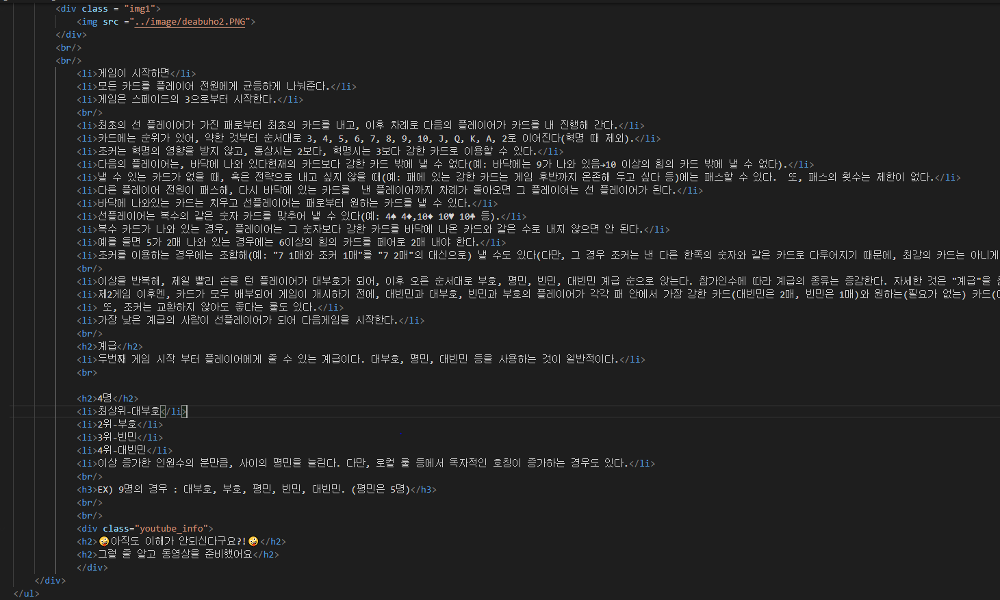 <div class = "img1">
<img src ="../image/deabuho2.PNG">
</div>
<br/>
<br/>
<li>게임이 시작하면</li>
<li>모든 카드를 플레이어 전원에게 균등하게 나눠준다.</li>
<li>게임은 스페이드의 3으로부터 시작한다.</li>
<br/>
<li>최초의 선 플레이어가 가진 패로부터 최초의 카드를 내고, 이후 차례로 다음의 플레이어가 카드를 내 진행해 간다.</li>
<li>카드에는 순위가 있어, 약한 것부터 순서대로 3, 4, 5, 6, 7, 8, 9, 10, J, Q, K, A, 2로 이어진다(혁명 때 제외).</li>
<li>조커는 혁명의 영향을 받지 않고, 통상시는 2보다, 혁명시는 3보다 강한 카드로 이용할 수 있다.</li>
<li>다음의 플레이어는, 바닥에 나와 있다현재의 카드보다 강한 카드 밖에 낼 수 없다(예: 바닥에는 9가 나와 있음→10 이상의 힘의 카드 밖에 낼 수 없다).</li>
<li>낼 수 있는 카드가 없을 때, 혹은 전략으로 내고 싶지 않을 때(예: 패에 있는 강한 카드는 게임 후반까지 온존해 두고 싶다 등)에는 패스할 수 있다.  또, 패스의 횟수는 제한이 없다.</li>
<li>다른 플레이어 전원이 패스해, 다시 바닥에 있는 카드를  낸 플레이어까지 차례가 돌아오면 그 플레이어는 선 플레이어가 된다.</li>
<li>바닥에 나와있는 카드는 치우고 선플레이어는 패로부터 원하는 카드를 낼 수 있다.</li>
<li>선플레이어는 복수의 같은 숫자 카드를 맞추어 낼 수 있다(예: 4♠ 4♦,10♦ 10♥ 10♣ 등).</li>
<li>복수 카드가 나와 있는 경우, 플레이어는 그 숫자보다 강한 카드를 바닥에 나온 카드와 같은 수로 내지 않으면 안 된다.</li>
<li>예를 들면 5가 2매 나와 있는 경우에는 6이상의 힘의 카드를 페어로 2매 내야 한다.</li>
<li>조커를 이용하는 경우에는 조합해(예: "7 1매와 조커 1매"를 "7 2매"의 대신으로) 낼 수도 있다(다만, 그 경우 조커는 낸 다른 한쪽의 숫자와 같은 카드로 다루어지기 때문에, 최강의 카드는 아니게
<br/>
<li>이상을 반복해, 제일 빨리 손을 턴 플레이어가 대부호가 되어, 이후 오른 순서대로 부호, 평민, 빈민, 대빈민 계급 순으로 앉는다. 참가인수에 따라 계급의 종류는 증감한다. 자세한 것은 "계급"을
<li>제2게임 이후엔, 카드가 모두 배부되어 게임이 개시하기 전에, 대빈민과 대부호, 빈민과 부호의 플레이어가 각각 패 안에서 가장 강한 카드(대빈민은 2매, 빈민은 1매)와 원하는(필요가 없는) 카드(
<li> 또, 조커는 교환하지 않아도 좋다는 룰도 있다.</li>
<li>가장 낮은 계급의 사람이 선플레이어가 되어 다음게임을 시작한다.</li>
<br/>
<h2>계급</h2>
<li>두번째 게임 시작 부터 플레이어에게 줄 수 있는 계급이다. 대부호, 평민, 대빈민 등을 사용하는 것이 일반적이다.</li>
<br>
<h2>4명</h2>
<li>최상위-대부호</li>
<li>2위-부호</li>
<li>3위-빈민</li>
<li>4위-대빈민</li>
<li>이상 증가한 인원수의 분만큼, 사이의 평민을 늘린다. 다만, 로컬 룰 등에서 독자적인 호칭이 증가하는 경우도 있다.</li>
<br/>
<h3>EX) 9명의 경우 : 대부호, 부호, 평민, 빈민, 대빈민. (평민은 5명)</h3>
<br/>
<br/>
<div class="youtube_info">
<h2>🤪아직도 이해가 안되신다구요?!🤪</h2>
<h2>그럴 줄 알고 동영상을 준비했어요</h2>
</div>
</div>
</ul>